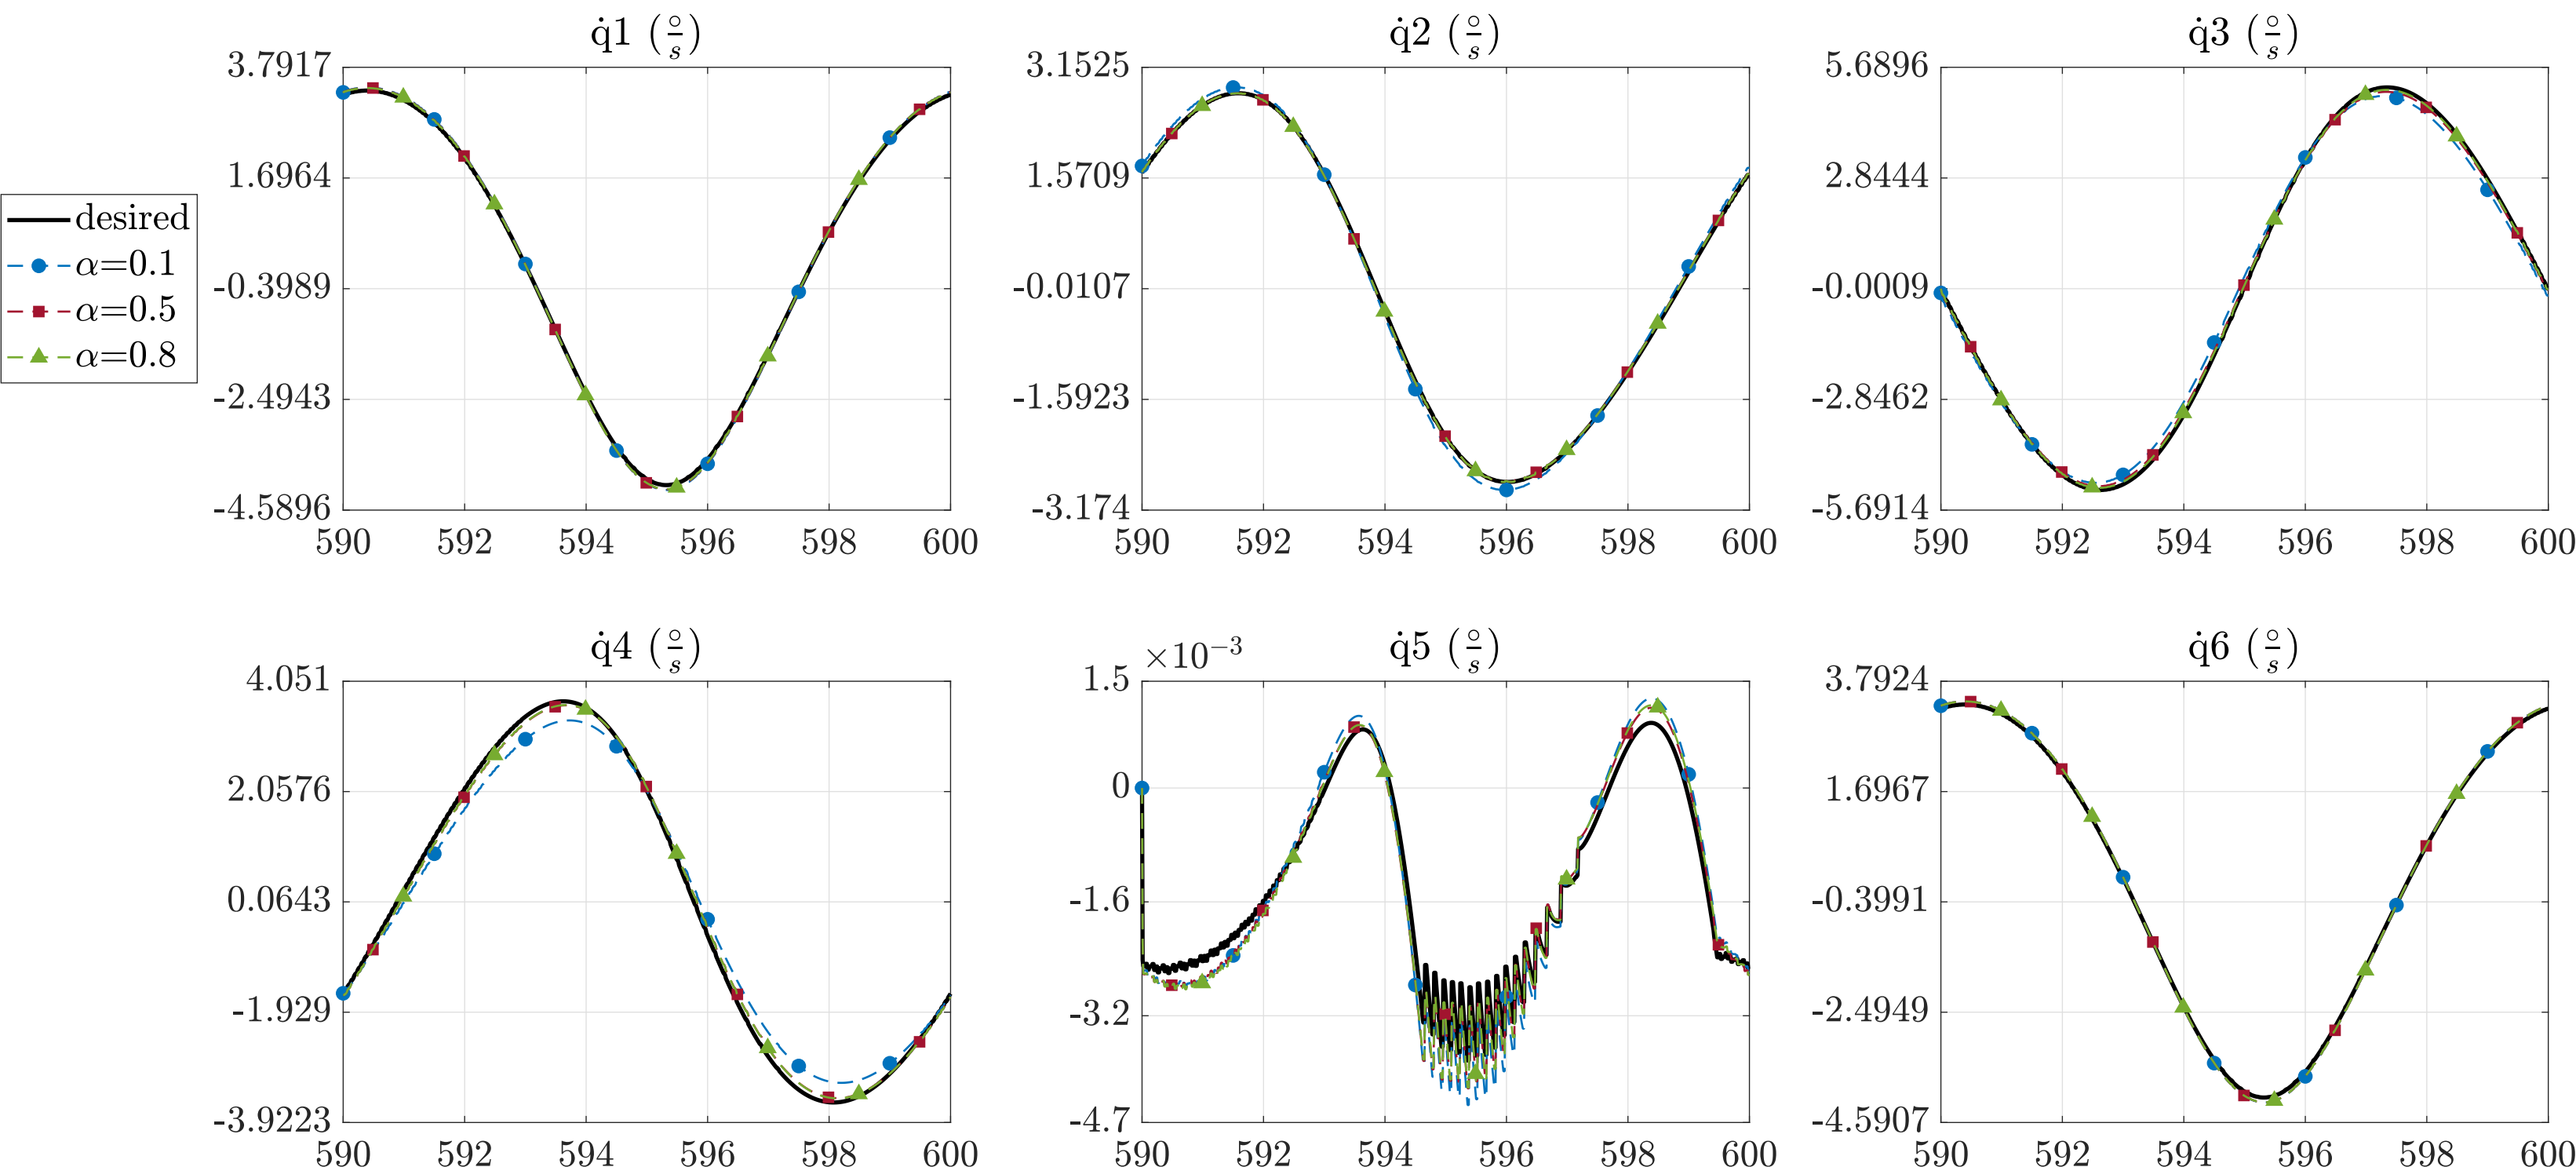 q̇1 (°/s)
3.7917
1.6964
-0.3989
-2.4943
-4.5896
590 592 594 596 598 600
q̇2 (°/s)
3.1525
1.5709
-0.0107
-1.5923
-3.174
590 592 594 596 598 600
q̇3 (°/s)
5.6896
2.8444
-0.0009
-2.8462
-5.6914
590 592 594 596 598 600
desired
α=0.1
α=0.5
α=0.8
q̇4 (°/s)
4.051
2.0576
0.0643
-1.929
-3.9223
590 592 594 596 598 600
×10⁻³
q̇5 (°/s)
1.5
0
-1.6
-3.2
-4.7
590 592 594 596 598 600
q̇6 (°/s)
3.7924
1.6967
-0.3991
-2.4949
-4.5907
590 592 594 596 598 600